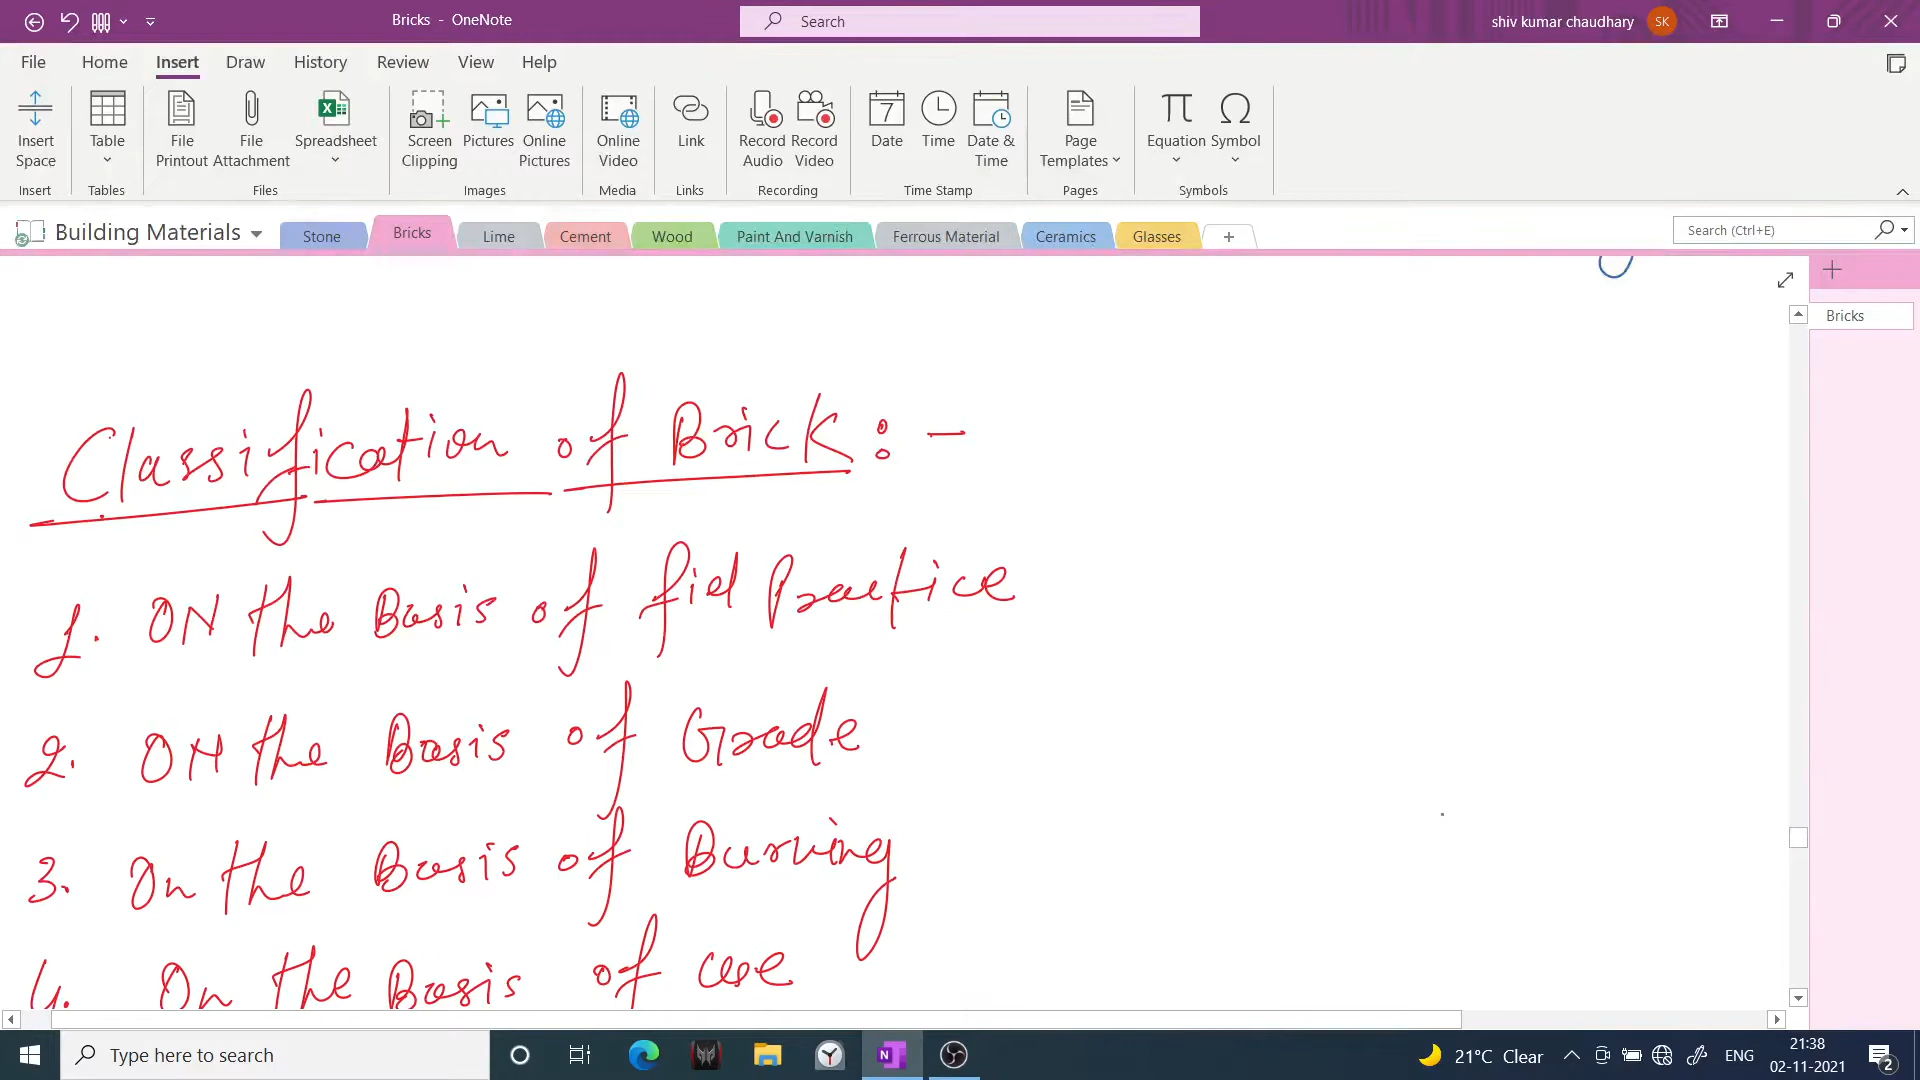 Bricks - OneNote
Search
shiv kumar chaudhary SK
File Home Insert Draw History Review View Help
Insert Space
Table
File Printout
File Attachment
Spreadsheet
Screen Clipping
Pictures
Online Pictures
Online Video
Link
Record Audio
Record Video
7
Date
Time
Date & Time
Page Templates
π Equation
Ω Symbol
Insert Tables Files Images Media Links Recording Time Stamp Pages Symbols
Building Materials Stone Bricks Lime Cement Wood Paint And Varnish Ferrous Material Ceramics Glasses +
Search (Ctrl+E)
Bricks
Classification of Brick : -
1. ON the Basis of fiel Practice
2. ON the Basis of Grade
3. On the Basis of Burning
4. On the Basis of use
Type here to search
N
21°C Clear
ENG
21:38
02-11-2021
2